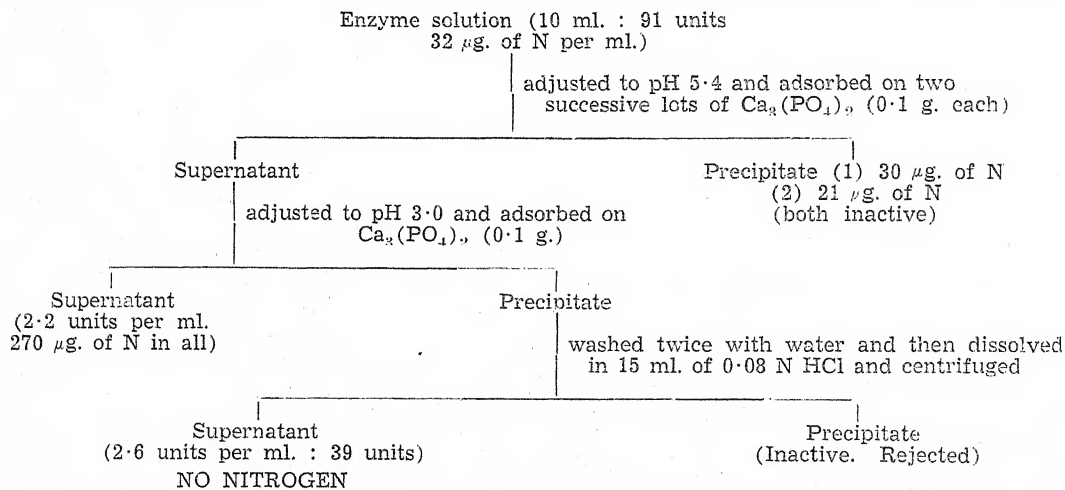 Enzyme solution (10 ml. : 91 units
32 µg. of N per ml.)
adjusted to pH 5·4 and adsorbed on two
successive lots of Ca₃(PO₄)₂ (0·1 g. each)
Supernatant
Precipitate (1) 30 µg. of N
(2) 21 µg. of N
(both inactive)
adjusted to pH 3·0 and adsorbed on
Ca₃(PO₄)₂ (0·1 g.)
Supernatant
(2·2 units per ml.
270 µg. of N in all)
Precipitate
washed twice with water and then dissolved
in 15 ml. of 0·08 N HCl and centrifuged
Supernatant
(2·6 units per ml. : 39 units)
NO NITROGEN
Precipitate
(Inactive. Rejected)